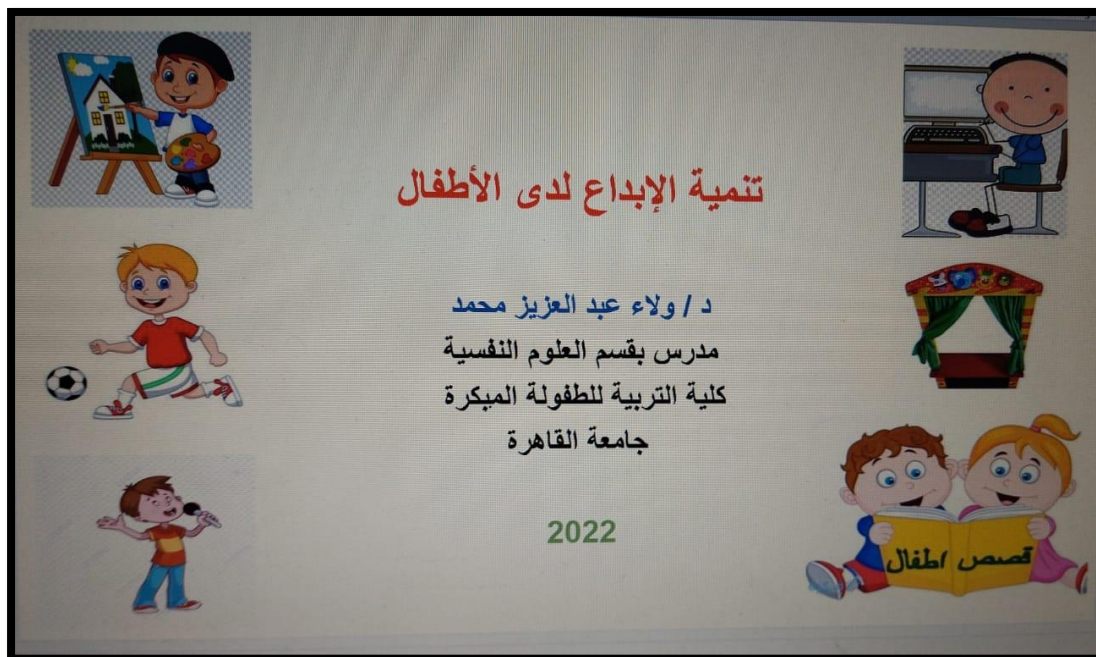 تنمية الإبداع لدى الأطفال
د / ولاء عبد العزيز محمد
مدرس بقسم العلوم النفسية
كلية التربية للطفولة المبكرة
جامعة القاهرة
2022
قصص اطفال